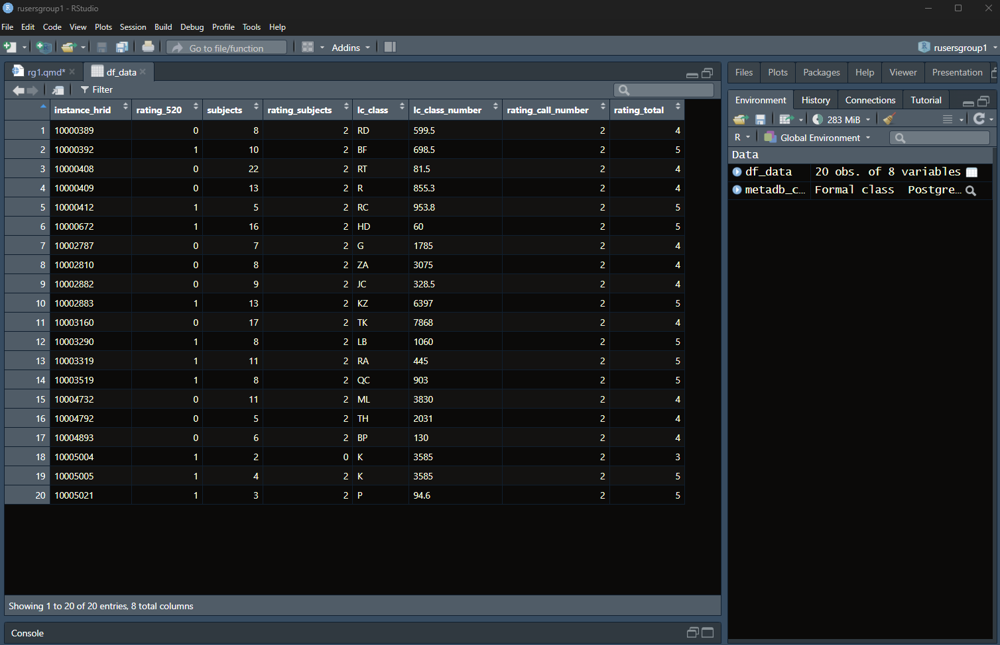 rusersgroup1 - RStudio
File Edit Code View Plots Session Build Debug Profile Tools Help
Go to file/function Addins rusersgroup1
rg1.qmd* df_data
Filter
instance_hrid rating_520 subjects rating_subjects lc_class lc_class_number rating_call_number rating_total
1 10000389 0 8 2 RD 599.5 2 4
2 10000392 1 10 2 BF 698.5 2 5
3 10000408 0 22 2 RT 81.5 2 4
4 10000409 0 13 2 R 855.3 2 4
5 10000412 1 5 2 RC 953.8 2 5
6 10000672 1 16 2 HD 60 2 5
7 10002787 0 7 2 G 1785 2 4
8 10002810 0 8 2 ZA 3075 2 4
9 10002882 0 9 2 JC 328.5 2 4
10 10002883 1 13 2 KZ 6397 2 5
11 10003160 0 17 2 TK 7868 2 4
12 10003290 1 8 2 LB 1060 2 5
13 10003319 1 11 2 RA 445 2 5
14 10003519 1 8 2 QC 903 2 5
15 10004732 0 11 2 ML 3830 2 4
16 10004792 0 5 2 TH 2031 2 4
17 10004893 0 6 2 BP 130 2 4
18 10005004 1 2 0 K 3585 2 3
19 10005005 1 4 2 K 3585 2 5
20 10005021 1 3 2 P 94.6 2 5
Showing 1 to 20 of 20 entries, 8 total columns
Console
Files Plots Packages Help Viewer Presentation
Environment History Connections Tutorial
283 MiB
R Global Environment
Data
df_data 20 obs. of 8 variables
metadb_c... Formal class Postgre...